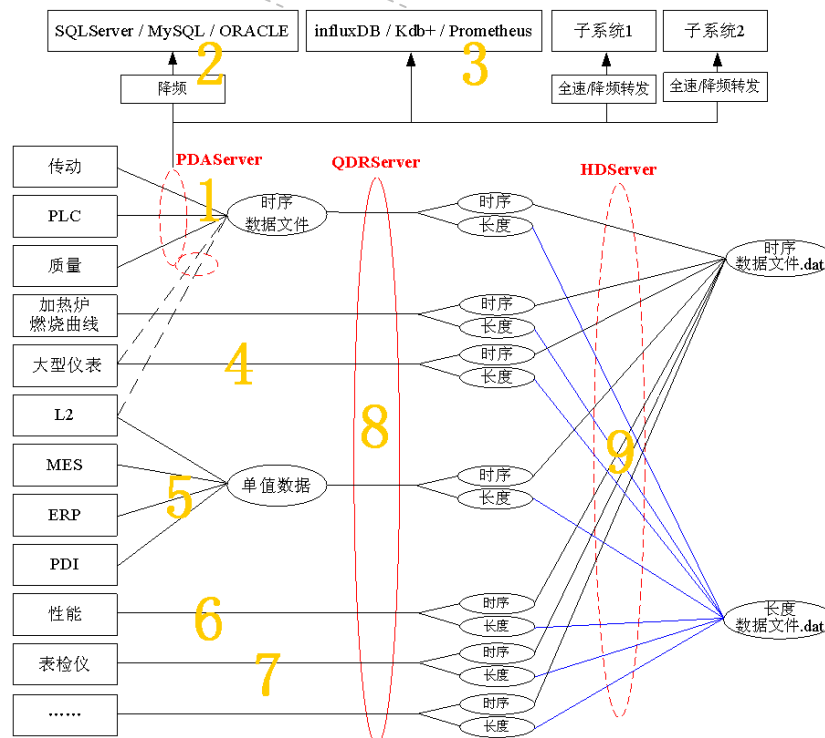 SQLServer / MySQL / ORACLE
influxDB / Kdb+ / Prometheus
子系统1
子系统2
2
3
降频
全速/降频转发
全速/降频转发
PDAServer
QDRServer
HDServer
传动
PLC
质量
1
时序
数据文件
时序
长度
时序
数据文件.dat
加热炉
燃烧曲线
时序
长度
大型仪表
4
时序
长度
L2
MES
ERP
PDI
5
单值数据
8
时序
长度
9
性能
6
时序
长度
长度
数据文件.dat
表检仪
7
时序
长度
……
时序
长度